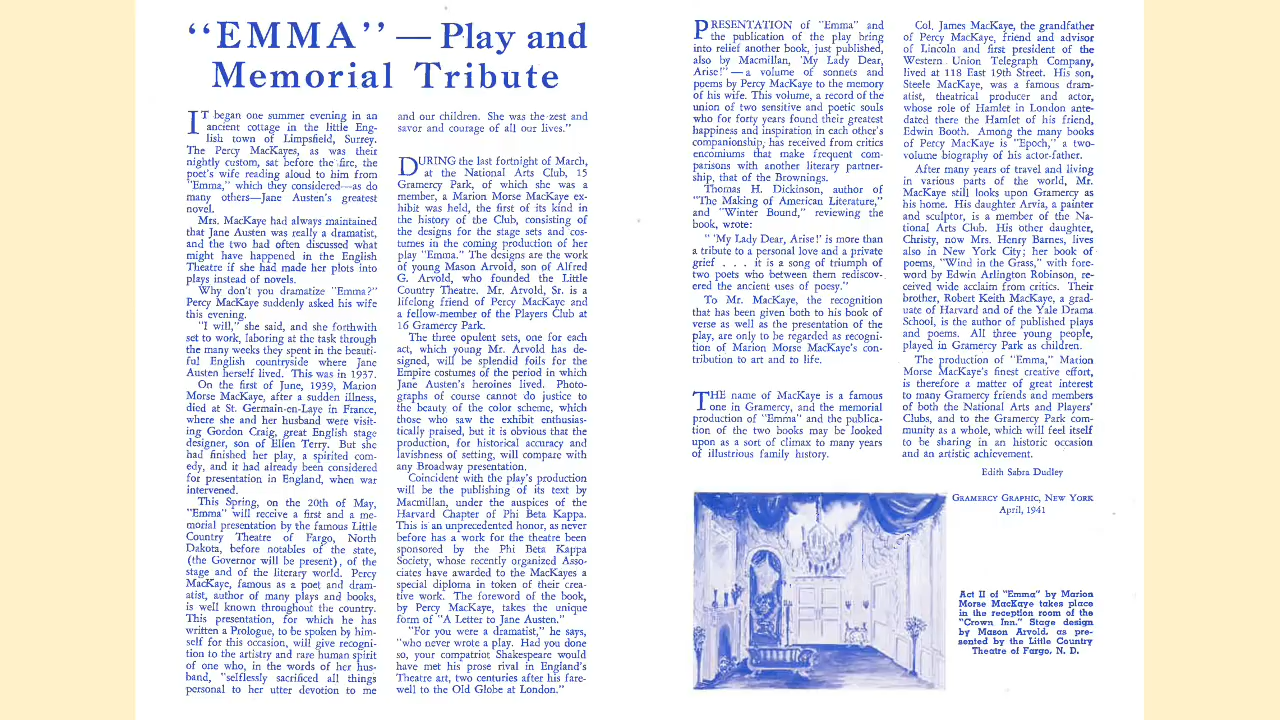 “EMMA” — Play and
Memorial Tribute
IT began one summer evening in an
ancient cottage in the little Eng-
lish town of Limpsfield, Surrey.
The Percy MacKayes, as was their
nightly custom, sat before the fire, the
poet's wife reading aloud to him from
"Emma," which they considered—as do
many others—Jane Austen's greatest
novel.
Mrs. MacKaye had always maintained
that Jane Austen was really a dramatist,
and the two had often discussed what
might have happened in the English
Theatre if she had made her plots into
plays instead of novels.
Why don't you dramatize "Emma?"
Percy MacKaye suddenly asked his wife
this evening.
"I will," she said, and she forthwith
set to work, laboring at the task through
the many weeks they spent in the beauti-
ful English countryside where Jane
Austen herself lived. This was in 1937.
On the first of June, 1939, Marion
Morse MacKaye, after a sudden illness,
died at St. Germain-en-Laye in France,
where she and her husband were visit-
ing Gordon Craig, great English stage
designer, son of Ellen Terry. But she
had finished her play, a spirited com-
edy, and it had already been considered
for presentation in England, when war
intervened.
This Spring, on the 20th of May,
"Emma" will receive a first and a me-
morial presentation by the famous Little
Country Theatre of Fargo, North
Dakota, before notables of the state,
(the Governor will be present), of the
stage and of the literary world. Percy
MacKaye, famous as a poet and dram-
atist, author of many plays and books,
is well known throughout the country.
This presentation, for which he has
written a Prologue, to be spoken by him-
self for this occasion, will give recogni-
tion to the artistry and rare human spirit
of one who, in the words of her hus-
band, "selflessly sacrificed all things
personal to her utter devotion to me
and our children. She was the zest and
savor and courage of all our lives."
DURING the last fortnight of March,
at the National Arts Club, 15
Gramercy Park, of which she was a
member, a Marion Morse MacKaye ex-
hibit was held, the first of its kind in
the history of the Club, consisting of
the designs for the stage sets and cos-
tumes in the coming production of her
play "Emma." The designs are the work
of young Mason Arvold, son of Alfred
G. Arvold, who founded the Little
Country Theatre. Mr. Arvold, Sr. is a
lifelong friend of Percy MacKaye and
a fellow-member of the Players Club at
16 Gramercy Park.
The three opulent sets, one for each
act, which young Mr. Arvold has de-
signed, will be splendid foils for the
Empire costumes of the period in which
Jane Austen's heroines lived. Photo-
graphs of course cannot do justice to
the beauty of the color scheme, which
those who saw the exhibit enthusias-
tically praised, but it is obvious that the
production, for historical accuracy and
lavishness of setting, will compare with
any Broadway presentation.
Coincident with the play's production
will be the publishing of its text by
Macmillan, under the auspices of the
Harvard Chapter of Phi Beta Kappa.
This is an unprecedented honor, as never
before has a work for the theatre been
sponsored by the Phi Beta Kappa
Society, whose recently organized Asso-
ciates have awarded to the MacKayes a
special diploma in token of their crea-
tive work. The foreword of the book,
by Percy MacKaye, takes the unique
form of "A Letter to Jane Austen."
"For you were a dramatist," he says,
"who never wrote a play. Had you done
so, your compatriot Shakespeare would
have met his prose rival in England's
Theatre art, two centuries after his fare-
well to the Old Globe at London."
PRESENTATION of "Emma" and
the publication of the play bring
into relief another book, just published,
also by Macmillan, 'My Lady Dear,
Arise!" — a volume of sonnets and
poems by Percy MacKaye to the memory
of his wife. This volume, a record of the
union of two sensitive and poetic souls
who for forty years found their greatest
happiness and inspiration in each other's
companionship, has received from critics
encomiums that make frequent com-
parisons with another literary partner-
ship, that of the Brownings.
Thomas H. Dickinson, author of
"The Making of American Literature,"
and "Winter Bound," reviewing the
book, wrote:
" 'My Lady Dear, Arise!' is more than
a tribute to a personal love and a private
grief . . . it is a song of triumph of
two poets who between them rediscov-
ered the ancient uses of poesy."
To Mr. MacKaye, the recognition
that has been given both to his book of
verse as well as the presentation of the
play, are only to be regarded as recogni-
tion of Marion Morse MacKaye's con-
tribution to art and to life.
THE name of MacKaye is a famous
one in Gramercy, and the memorial
production of "Emma" and the publica-
tion of the two books may be looked
upon as a sort of climax to many years
of illustrious family history.
Col. James MacKaye, the grandfather
of Percy MacKaye, friend and advisor
of Lincoln and first president of the
Western Union Telegraph Company,
lived at 118 East 19th Street. His son,
Steele MacKaye, was a famous dram-
atist, theatrical producer and actor,
whose role of Hamlet in London ante-
dated there the Hamlet of his friend,
Edwin Booth. Among the many books
of Percy MacKaye is "Epoch," a two-
volume biography of his actor-father.
After many years of travel and living
in various parts of the world, Mr.
MacKaye still looks upon Gramercy as
his home. His daughter Arvia, a painter
and sculptor, is a member of the Na-
tional Arts Club. His other daughter,
Christy, now Mrs. Henry Barnes, lives
also in New York City; her book of
poems, "Wind in the Grass," with fore-
word by Edwin Arlington Robinson, re-
ceived wide acclaim from critics. Their
brother, Robert Keith MacKaye, a grad-
uate of Harvard and of the Yale Drama
School, is the author of published plays
and poems. All three young people,
played in Gramercy Park as children.
The production of "Emma," Marion
Morse MacKaye's finest creative effort,
is therefore a matter of great interest
to many Gramercy friends and members
of both the National Arts and Players'
Clubs, and to the Gramercy Park com-
munity as a whole, which will feel itself
to be sharing in an historic occasion
and an artistic achievement.
Edith Sabra Dudley
GRAMERCY GRAPHIC, NEW YORK
April, 1941
Act II of "Emma" by Marion
Morse MacKaye takes place
in the reception room of the
"Crown Inn." Stage design
by Mason Arvold, as pre-
sented by the Little Country
Theatre of Fargo, N. D.